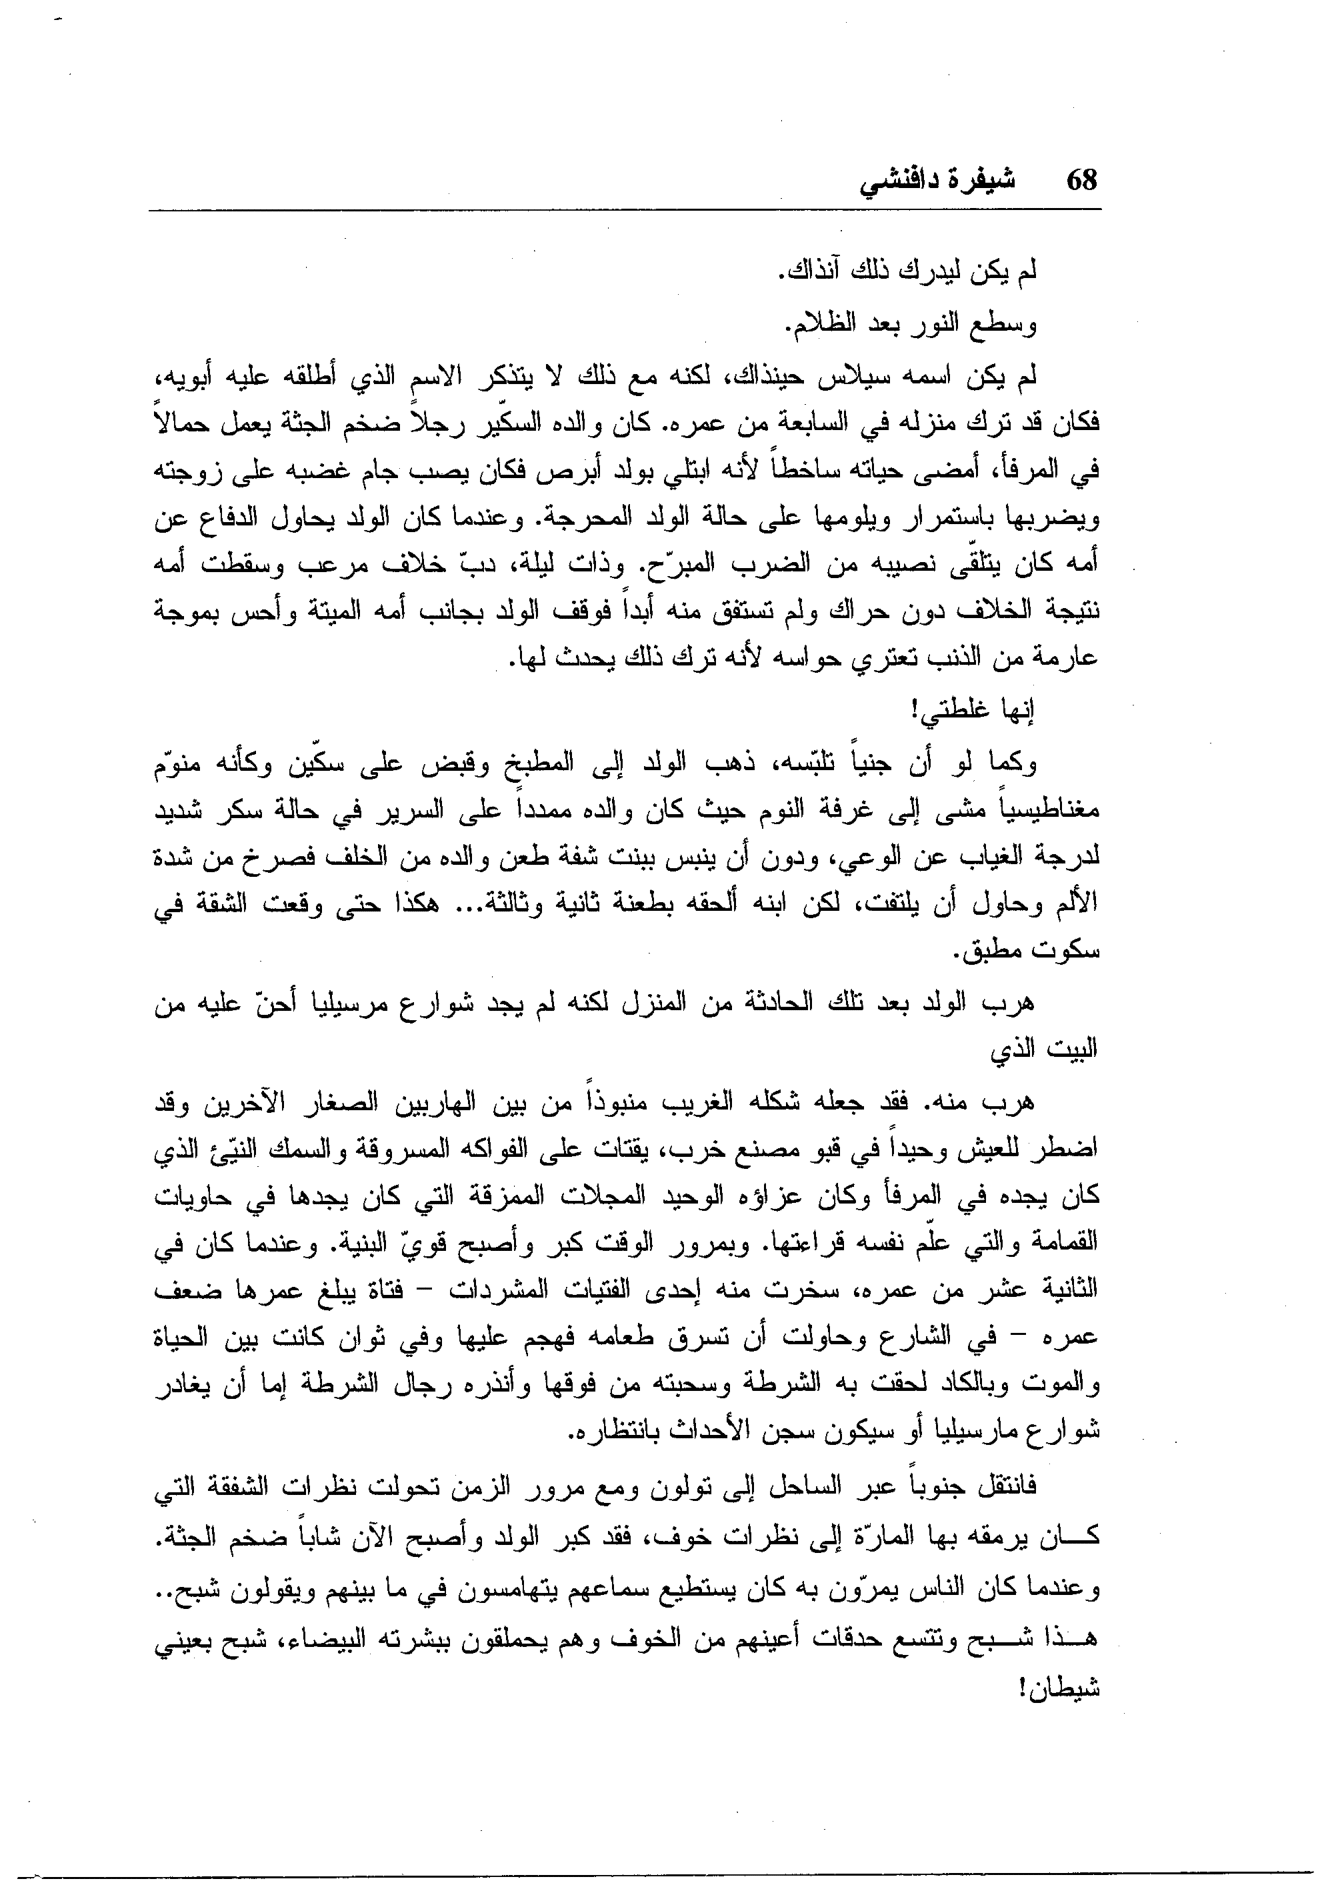 68 شيفرة دافنشي
لم يكن ليدرك ذلك آنذاك.
وسطع النور بعد الظلام.
لم يكن اسمه سيلاس حينذاك، لكنه مع ذلك لا يتذكر الاسم الذي أطلقه عليه أبويه،
فكان قد ترك منزله في السابعة من عمره. كان والده السكّير رجلاً ضخم الجثة يعمل حمالاً
في المرفأ، أمضى حياته ساخطاً لأنه ابتلي بولد أبرص فكان يصب جام غضبه على زوجته
ويضربها باستمرار ويلومها على حالة الولد المحرجة. وعندما كان الولد يحاول الدفاع عن
أمه كان يتلقّى نصيبه من الضرب المبرّح. وذات ليلة، دبّ خلاف مرعب وسقطت أمه
نتيجة الخلاف دون حراك ولم تستفق منه أبداً فوقف الولد بجانب أمه الميتة وأحس بموجة
عارمة من الذنب تعتري حواسه لأنه ترك ذلك يحدث لها.
إنها غلطتي!
وكما لو أن جنياً تلبّسه، ذهب الولد إلى المطبخ وقبض على سكّين وكأنه منوّم
مغناطيسياً مشى إلى غرفة النوم حيث كان والده ممدداً على السرير في حالة سكر شديد
لدرجة الغياب عن الوعي، ودون أن ينبس ببنت شفة طعن والده من الخلف فصرخ من شدة
الألم وحاول أن يلتفت، لكن ابنه ألحقه بطعنة ثانية وثالثة... هكذا حتى وقعت الشقة في
سكوت مطبق.
هرب الولد بعد تلك الحادثة من المنزل لكنه لم يجد شوارع مرسيليا أحنّ عليه من
البيت الذي
هرب منه. فقد جعله شكله الغريب منبوذاً من بين الهاربين الصغار الآخرين وقد
اضطر للعيش وحيداً في قبو مصنع خرب، يقتات على الفواكه المسروقة والسمك النيّئ الذي
كان يجده في المرفأ وكان عزاؤه الوحيد المجلات الممزقة التي كان يجدها في حاويات
القمامة والتي علّم نفسه قراءتها. وبمرور الوقت كبر وأصبح قويّ البنية. وعندما كان في
الثانية عشر من عمره، سخرت منه إحدى الفتيات المشردات – فتاة يبلغ عمرها ضعف
عمره – في الشارع وحاولت أن تسرق طعامه فهجم عليها وفي ثوان كانت بين الحياة
والموت وبالكاد لحقت به الشرطة وسحبته من فوقها وأنذره رجال الشرطة إما أن يغادر
شوارع مارسيليا أو سيكون سجن الأحداث بانتظاره.
فانتقل جنوباً عبر الساحل إلى تولون ومع مرور الزمن تحولت نظرات الشفقة التي
كـــان يرمقه بها المارّة إلى نظرات خوف، فقد كبر الولد وأصبح الآن شاباً ضخم الجثة.
وعندما كان الناس يمرّون به كان يستطيع سماعهم يتهامسون في ما بينهم ويقولون شبح..
هـــذا شـــبح وتتسع حدقات أعينهم من الخوف وهم يحملقون ببشرته البيضاء، شبح بعيني
شيطان!